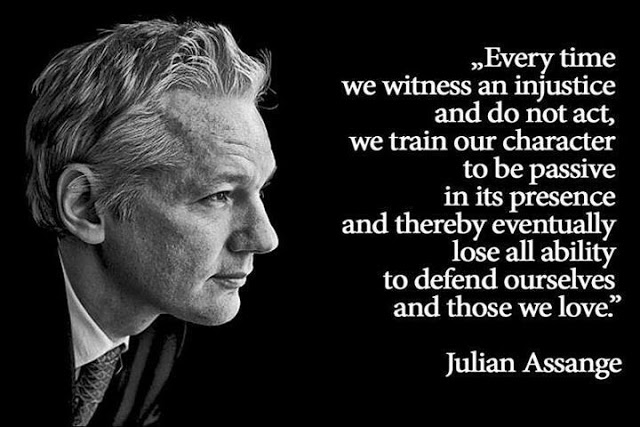 „Every time
we witness an injustice
and do not act,
we train our character
to be passive
in its presence
and thereby eventually
lose all ability
to defend ourselves
and those we love.”
Julian Assange